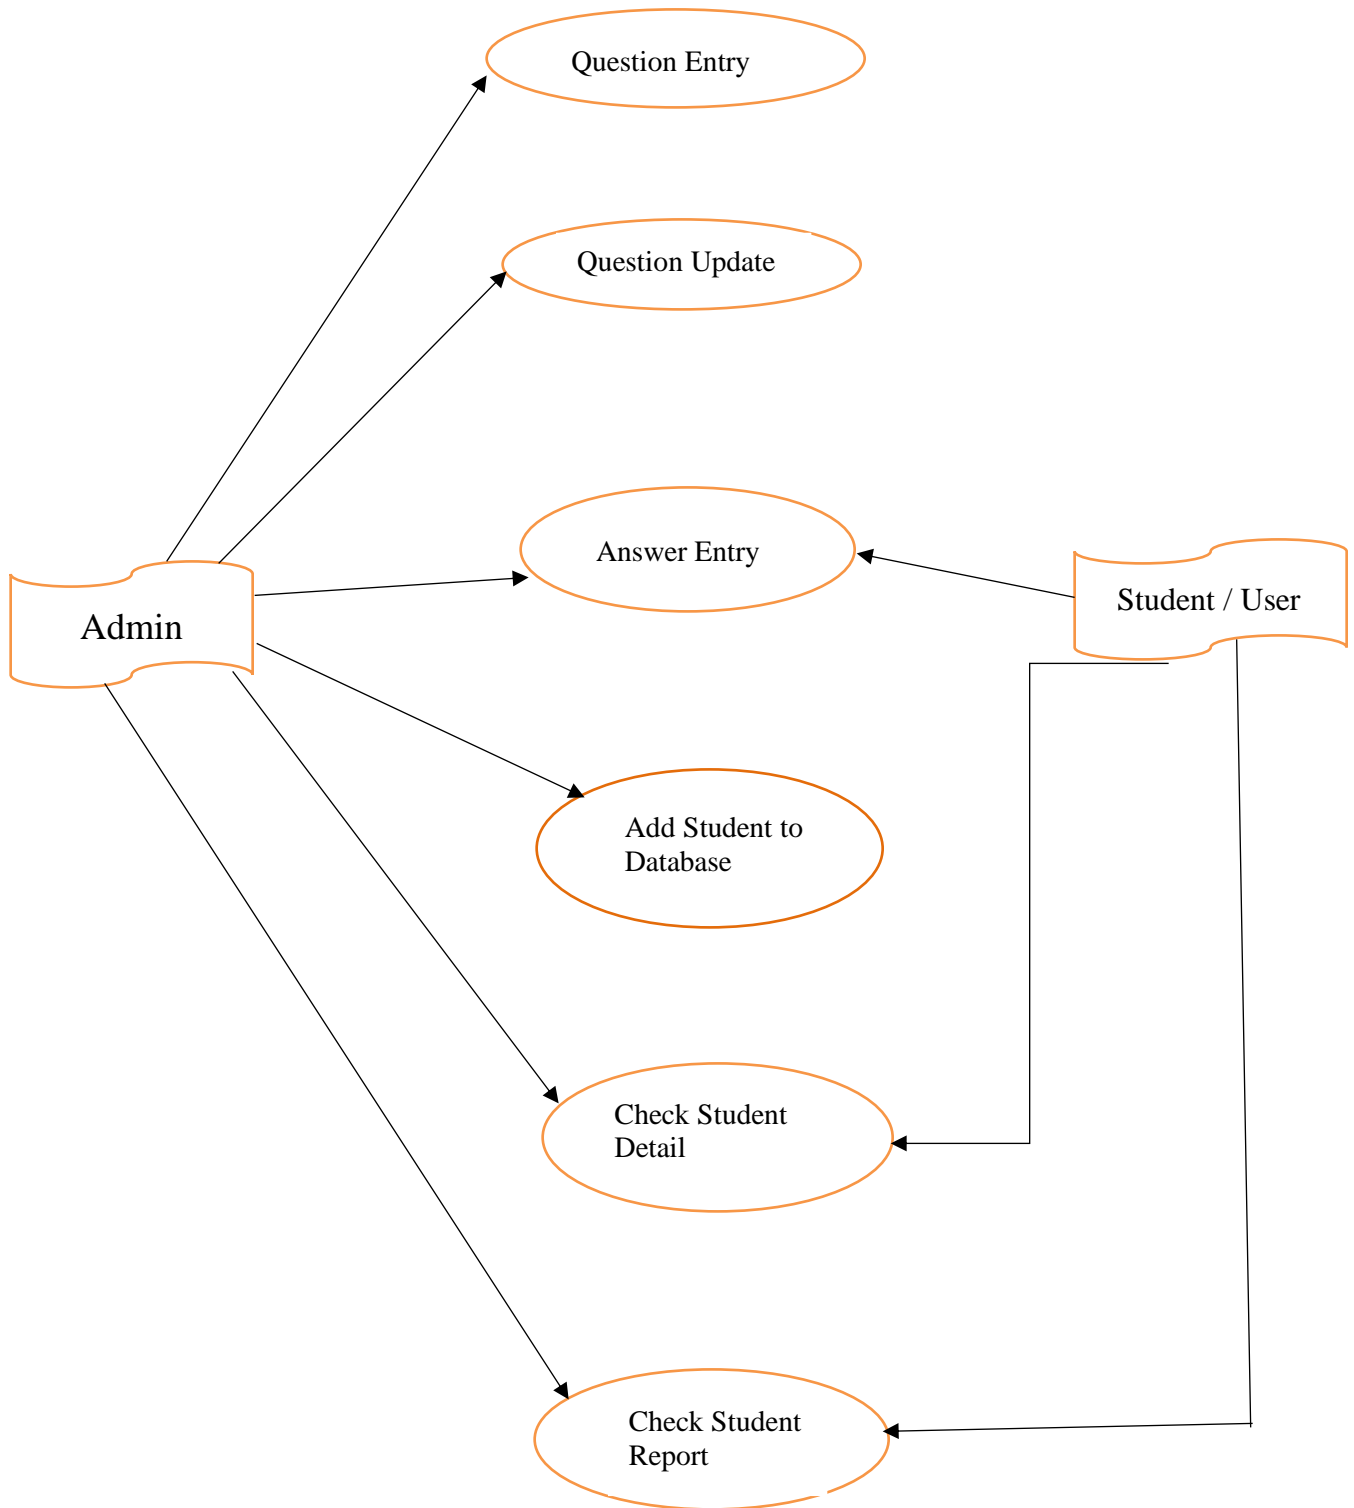 Question Entry
Question Update
Answer Entry
Student / User
Admin
Add Student to
Database
Check Student
Detail
Check Student
Report